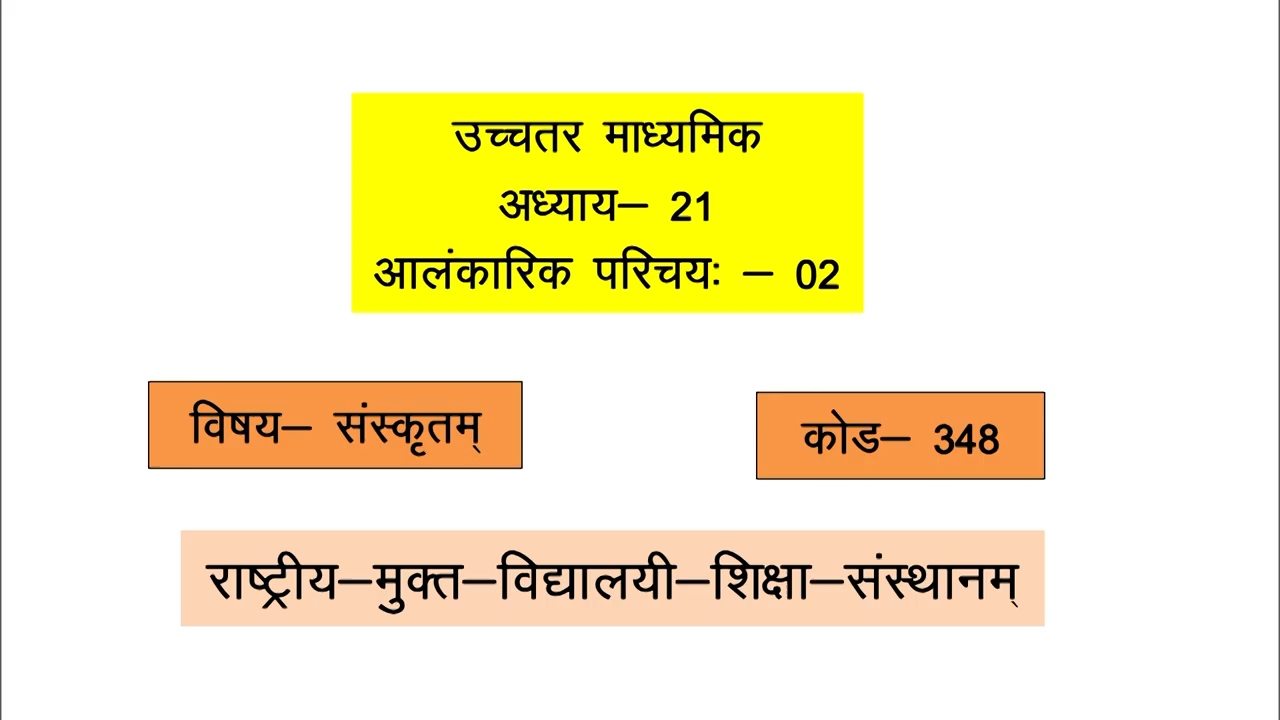 उच्चतर माध्यमिक
अध्याय– 21
आलंकारिक परिचयः – 02
विषय– संस्कृतम्
कोड– 348
राष्ट्रीय–मुक्त–विद्यालयी–शिक्षा–संस्थानम्